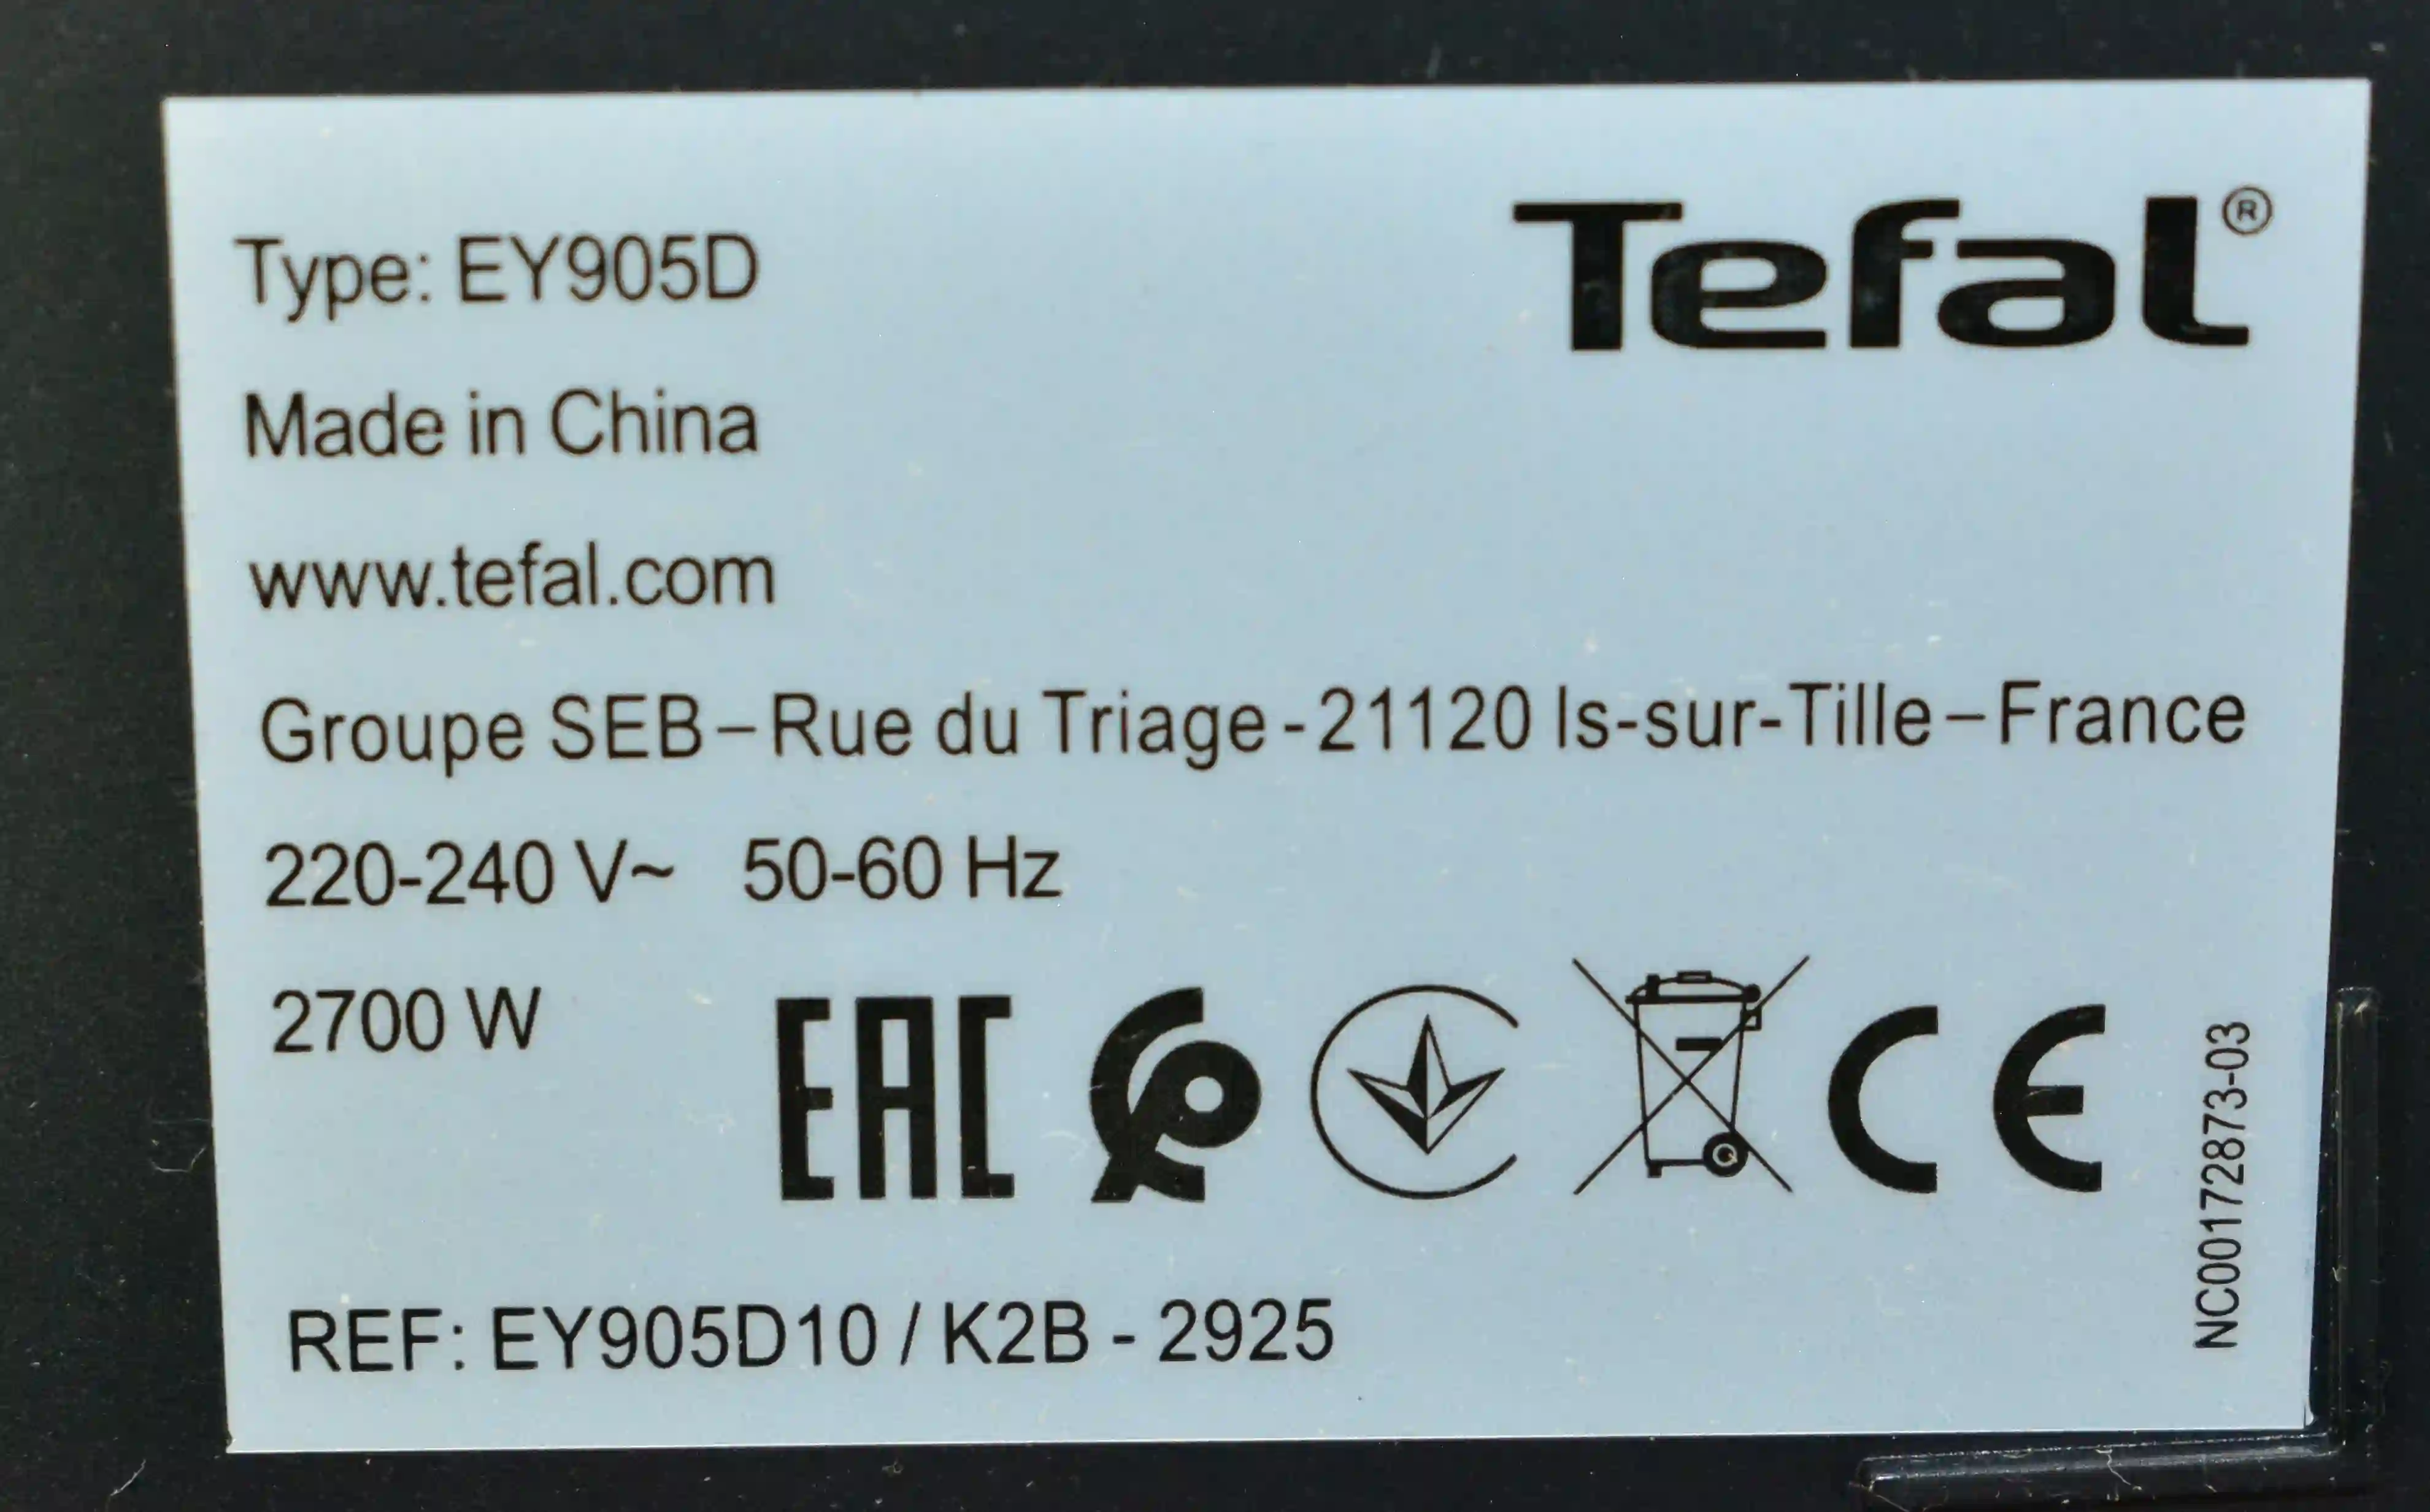 Tefal®
Type: EY905D
Made in China
www.tefal.com
Groupe SEB – Rue du Triage - 21120 Is-sur-Tille – France
220-240 V~ 50-60 Hz
2700 W
EAC
CE
NC00172873-03
REF: EY905D10 / K2B - 2925